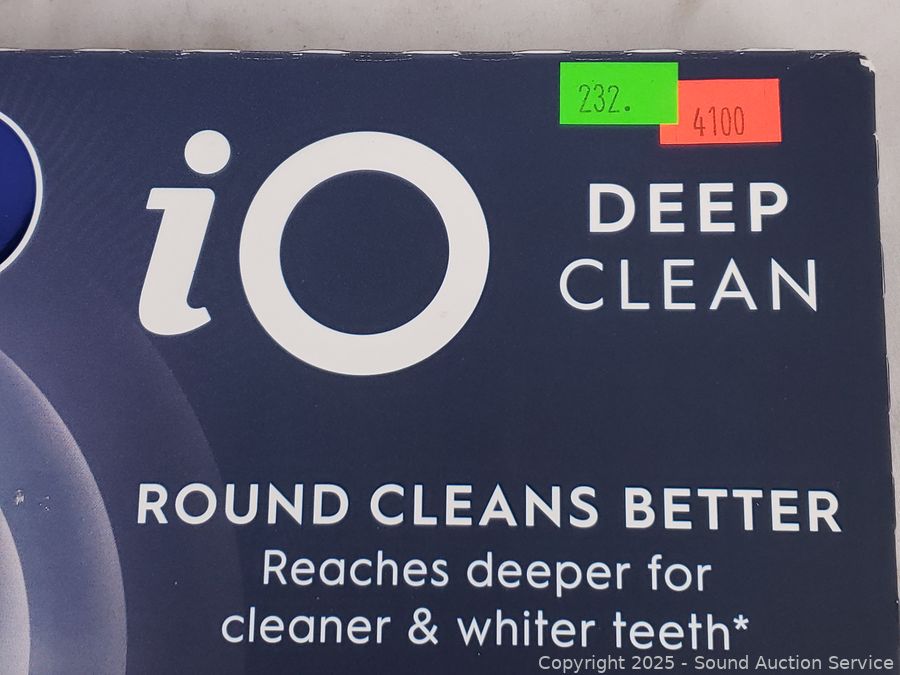 232.
4100
iO
DEEP
CLEAN
ROUND CLEANS BETTER
Reaches deeper for
cleaner & whiter teeth*
Copyright 2025 - Sound Auction Service